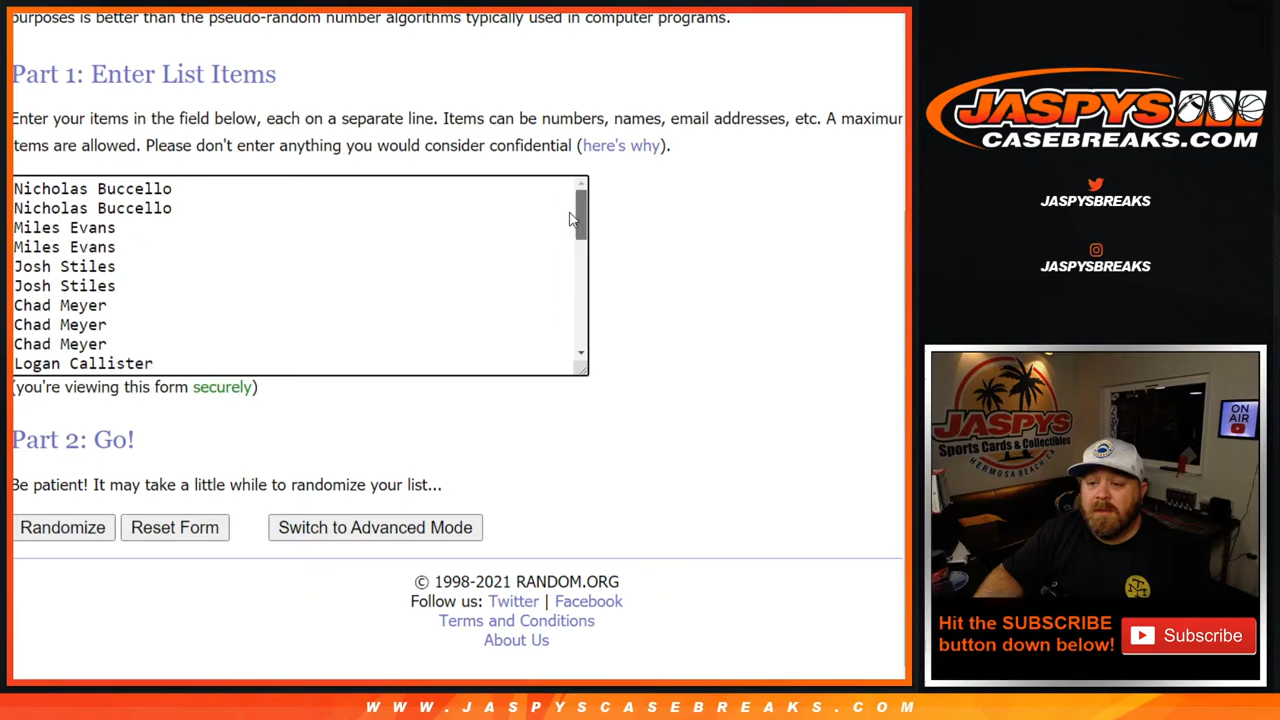 purposes is better than the pseudo-random number algorithms typically used in computer programs.
Part 1: Enter List Items
Enter your items in the field below, each on a separate line. Items can be numbers, names, email addresses, etc. A maximum
items are allowed. Please don't enter anything you would consider confidential (here's why).
Nicholas Buccello
Nicholas Buccello
Miles Evans
Miles Evans
Josh Stiles
Josh Stiles
Chad Meyer
Chad Meyer
Chad Meyer
Logan Callister
(you're viewing this form securely)
Part 2: Go!
Be patient! It may take a little while to randomize your list...
Randomize Reset Form Switch to Advanced Mode
© 1998-2021 RANDOM.ORG
Follow us: Twitter | Facebook
Terms and Conditions
About Us
JASPYS
CASEBREAKS.COM
JASPYSBREAKS
JASPYSBREAKS
JASPYS
Sports Cards & Collectibles
HERMOSA BEACH, CA
ON
AIR
Hit the SUBSCRIBE
button down below!
Subscribe
WWW.JASPYSCASEBREAKS.COM